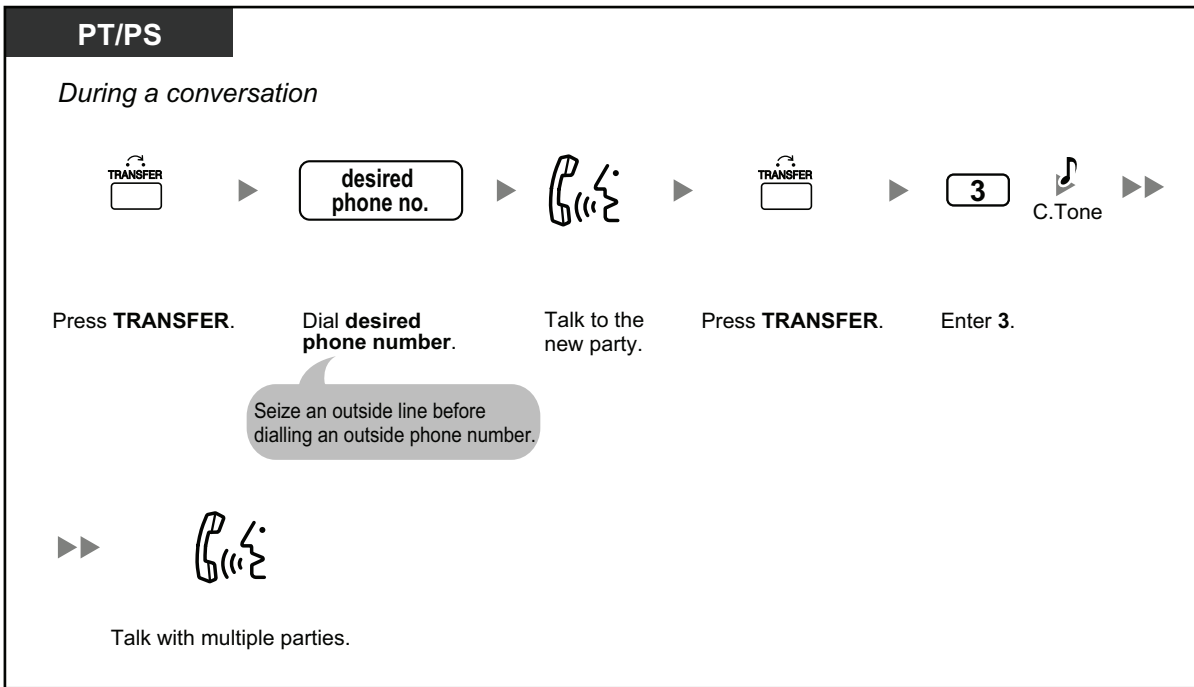 PT/PS
During a conversation
TRANSFER
desired
phone no.
TRANSFER
3
C.Tone
Press TRANSFER.
Dial desired
phone number.
Talk to the
new party.
Press TRANSFER.
Enter 3.
Seize an outside line before
dialling an outside phone number.
Talk with multiple parties.